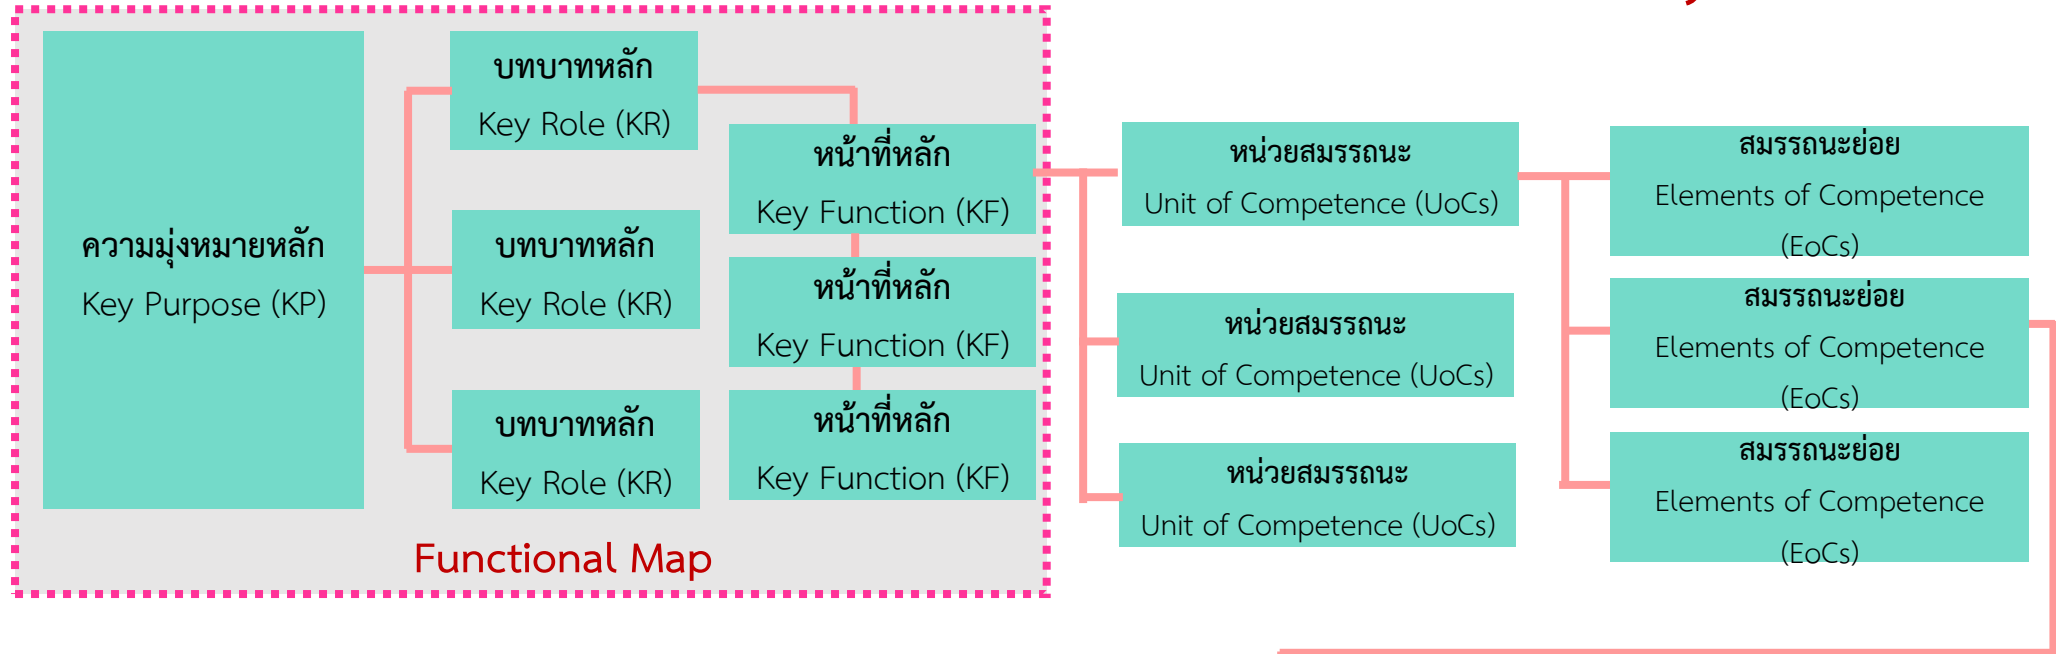 ความมุ่งหมายหลัก
Key Purpose (KP)
บทบาทหลัก
Key Role (KR)
บทบาทหลัก
Key Role (KR)
บทบาทหลัก
Key Role (KR)
หน้าที่หลัก
Key Function (KF)
หน้าที่หลัก
Key Function (KF)
หน้าที่หลัก
Key Function (KF)
Functional Map
หน่วยสมรรถนะ
Unit of Competence (UoCs)
หน่วยสมรรถนะ
Unit of Competence (UoCs)
หน่วยสมรรถนะ
Unit of Competence (UoCs)
สมรรถนะย่อย
Elements of Competence
(EoCs)
สมรรถนะย่อย
Elements of Competence
(EoCs)
สมรรถนะย่อย
Elements of Competence
(EoCs)